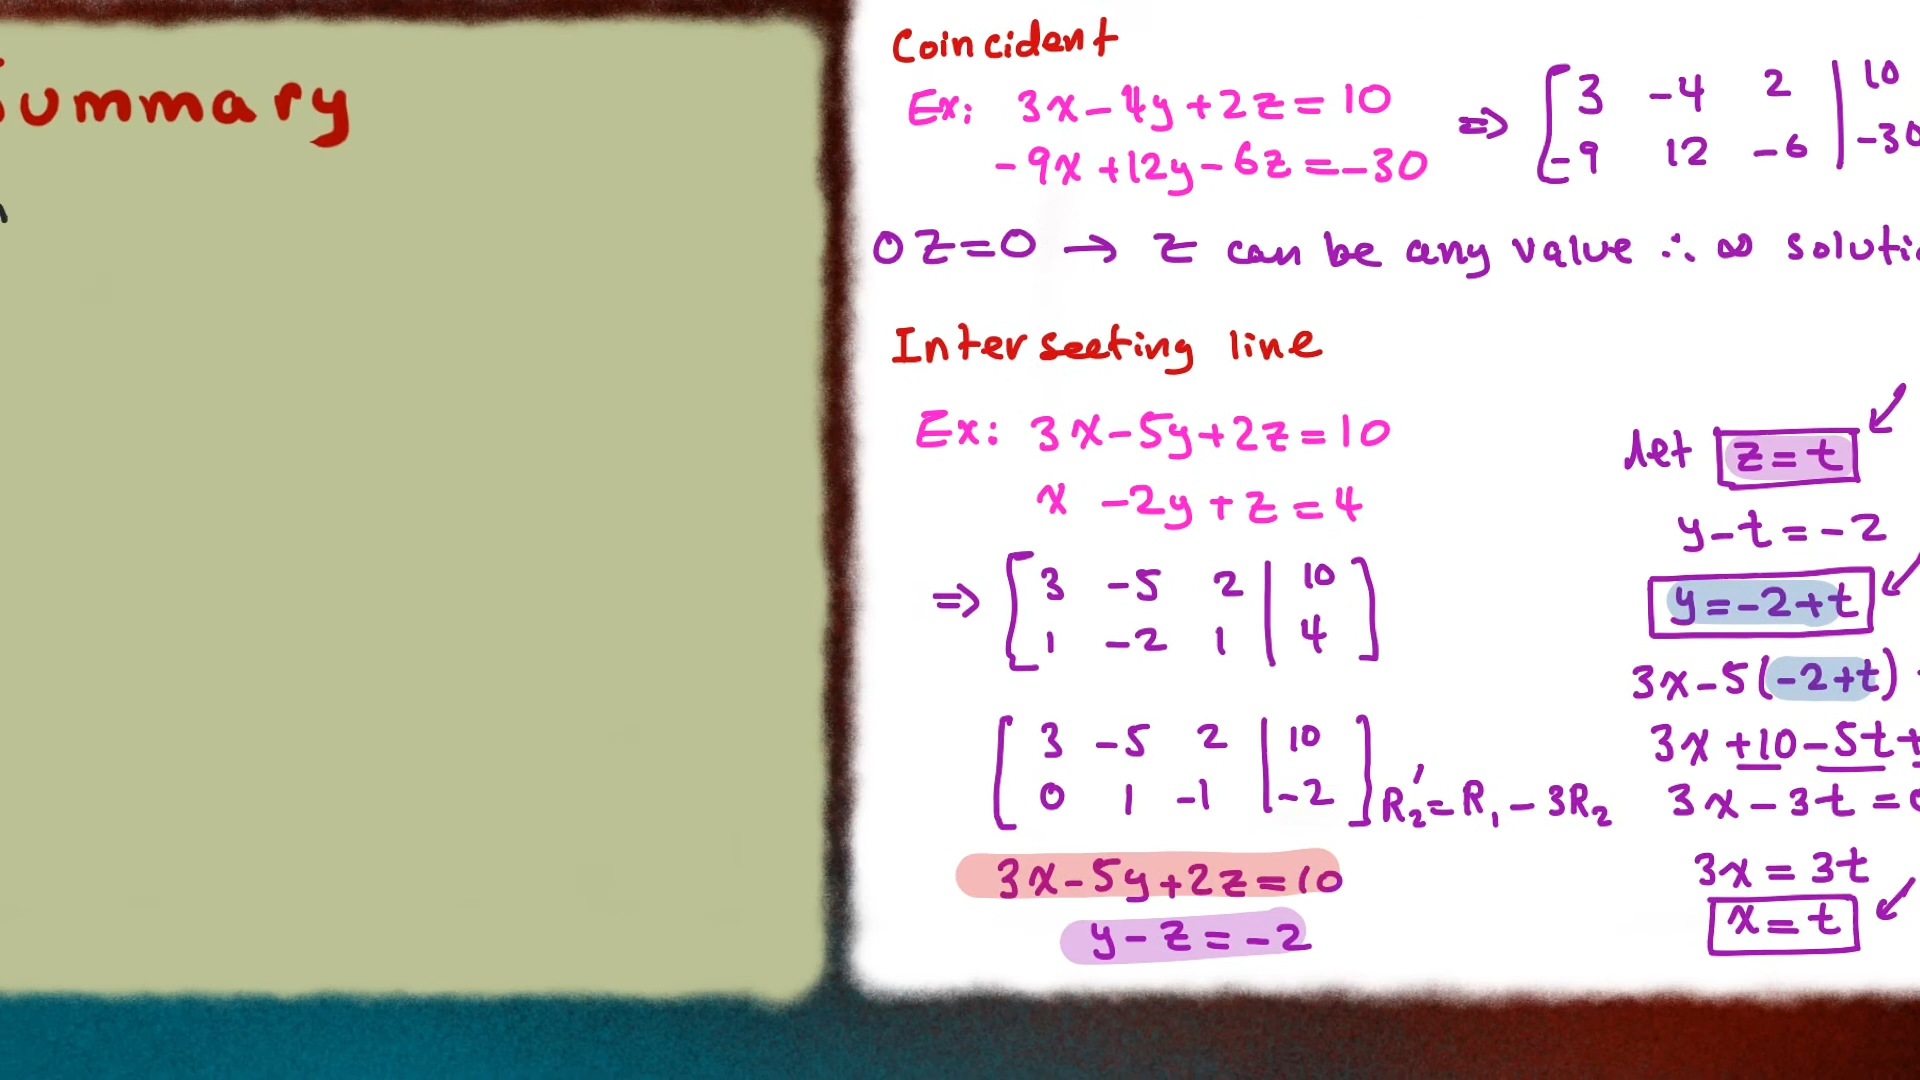 Summary
Coincident
Ex: 3x-4y+2z=10 ⇒ [3 -4 2 | 10
-9x+12y-6z=-30 -9 12 -6 | -30
0z=0 → z can be any value ∴ ∞ soluti
Interseeting line
Ex: 3x-5y+2z=10
x -2y+z=4
⇒ [3 -5 2 | 10]
[1 -2 1 | 4]
[3 -5 2 | 10]
[0 1 -1 | -2] R₂'=R₁-3R₂
3x-5y+2z=10
y-z=-2
let z=t
y-t=-2
y=-2+t
3x-5(-2+t)
3x+10-5t+
3x-3t=
3x=3t
x=t